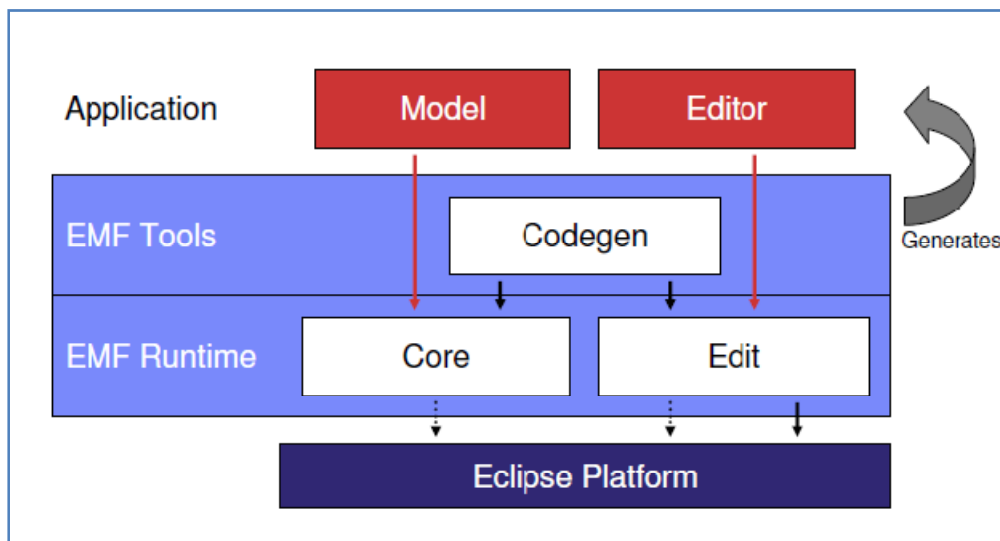 Application
Model
Editor
EMF Tools
Codegen
Generates
EMF Runtime
Core
Edit
Eclipse Platform